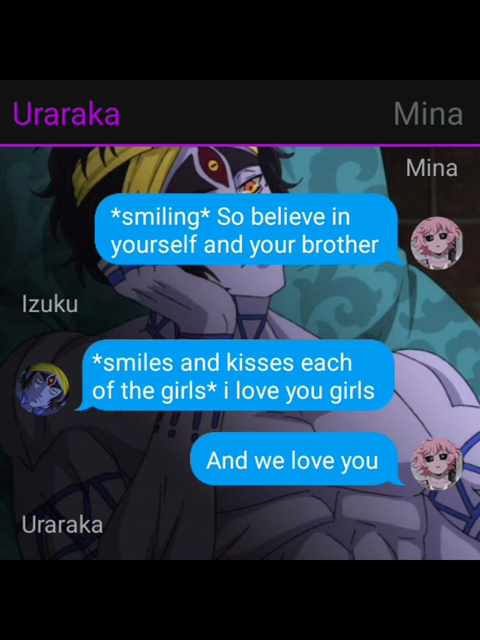 Uraraka Mina
Mina
*smiling* So believe in
yourself and your brother
Izuku
*smiles and kisses each
of the girls* i love you girls
And we love you
Uraraka